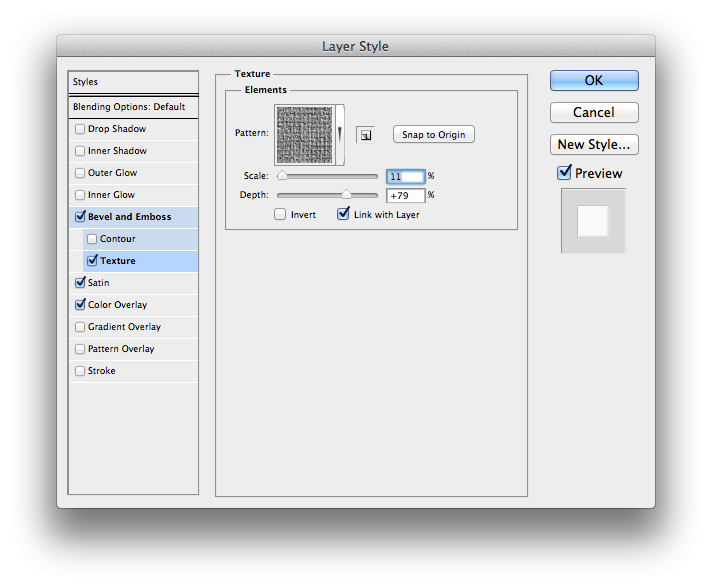 Layer Style
Styles
Blending Options: Default
Drop Shadow
Inner Shadow
Outer Glow
Inner Glow
Bevel and Emboss
Contour
Texture
Satin
Color Overlay
Gradient Overlay
Pattern Overlay
Stroke
Texture
Elements
Pattern:
Snap to Origin
Scale: 11 %
Depth: +79 %
Invert Link with Layer
OK
Cancel
New Style...
Preview